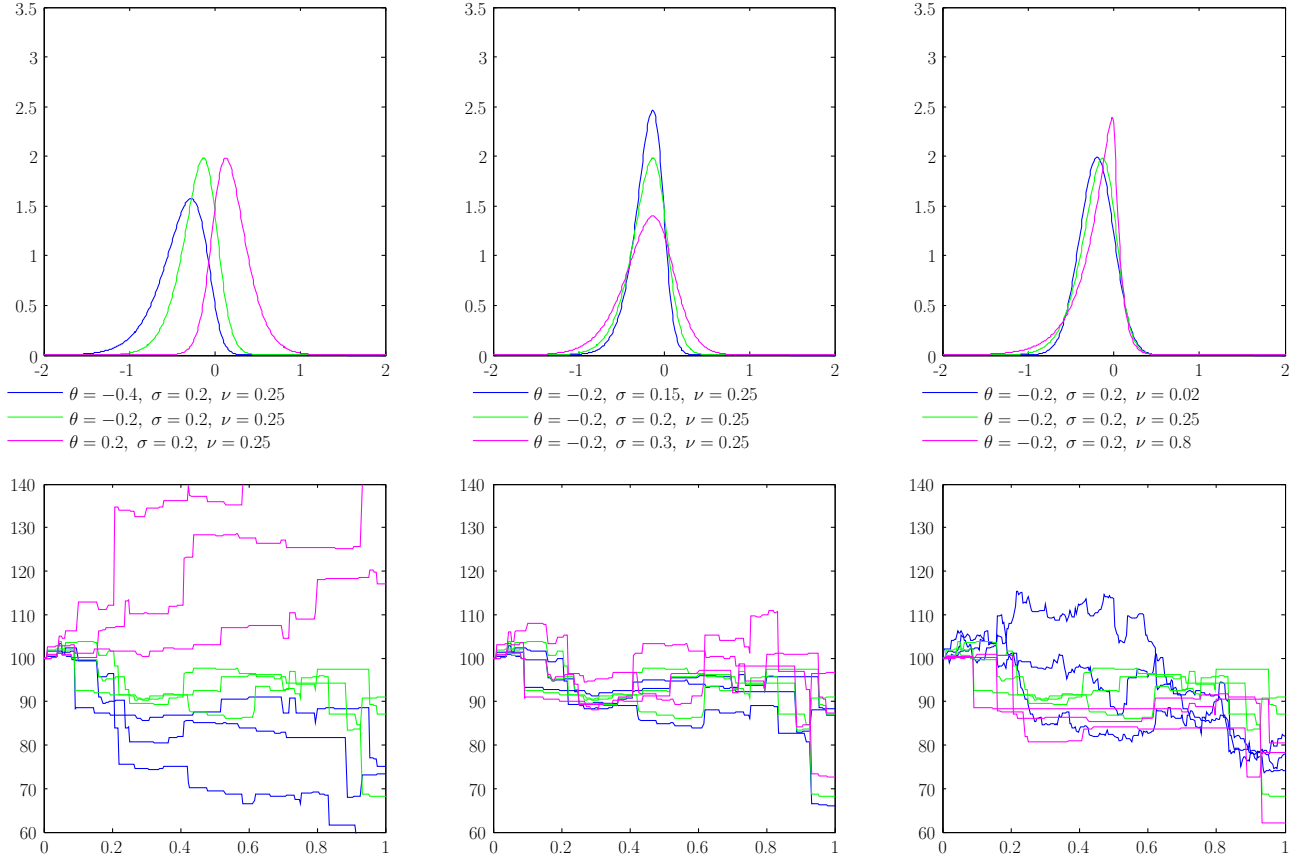 3.5 3.5 3.5
3 3 3
2.5 2.5 2.5
2 2 2
1.5 1.5 1.5
1 1 1
0.5 0.5 0.5
0 0 0
-2 -1 0 1 2 -2 -1 0 1 2 -2 -1 0 1 2
θ = −0.4, σ = 0.2, ν = 0.25
θ = −0.2, σ = 0.2, ν = 0.25
θ = 0.2, σ = 0.2, ν = 0.25
θ = −0.2, σ = 0.15, ν = 0.25
θ = −0.2, σ = 0.2, ν = 0.25
θ = −0.2, σ = 0.3, ν = 0.25
θ = −0.2, σ = 0.2, ν = 0.02
θ = −0.2, σ = 0.2, ν = 0.25
θ = −0.2, σ = 0.2, ν = 0.8
140 140 140
130 130 130
120 120 120
110 110 110
100 100 100
90 90 90
80 80 80
70 70 70
60 60 60
0 0.2 0.4 0.6 0.8 1 0 0.2 0.4 0.6 0.8 1 0 0.2 0.4 0.6 0.8 1